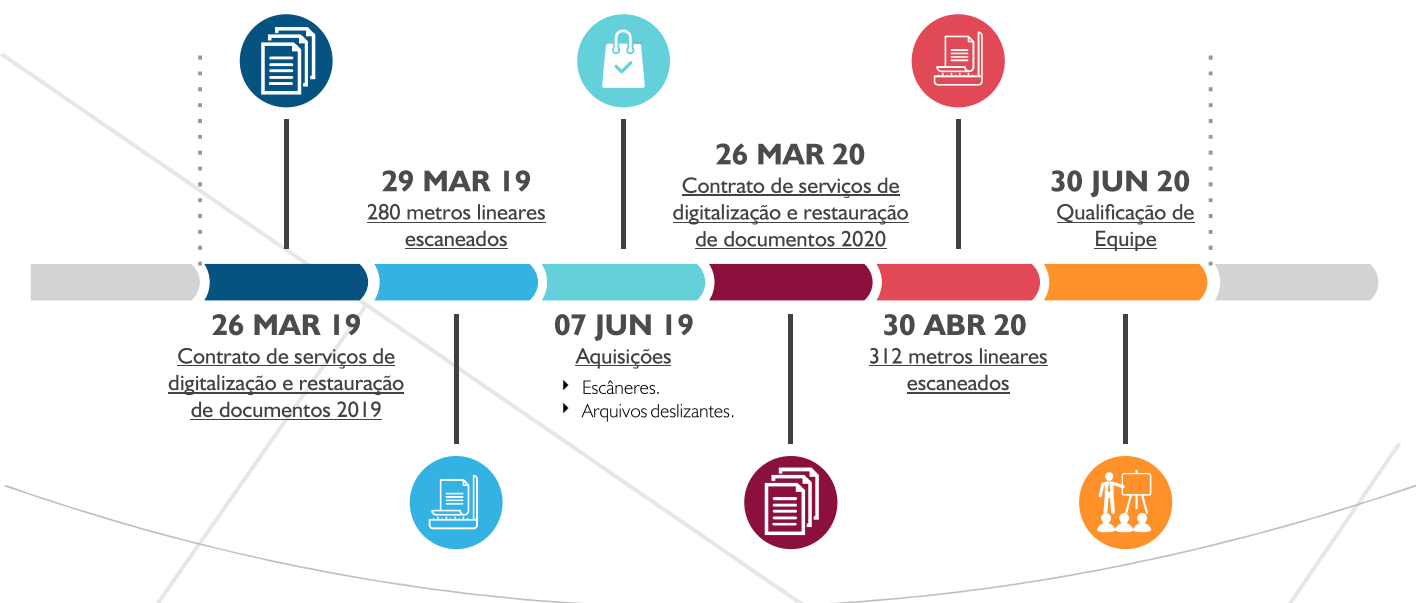 26 MAR 19
Contrato de serviços de
digitalização e restauração
de documentos 2019
29 MAR 19
280 metros lineares
escaneados
07 JUN 19
Aquisições
Escâneres.
Arquivos deslizantes.
26 MAR 20
Contrato de serviços de
digitalização e restauração
de documentos 2020
30 ABR 20
312 metros lineares
escaneados
30 JUN 20
Qualificação de
Equipe